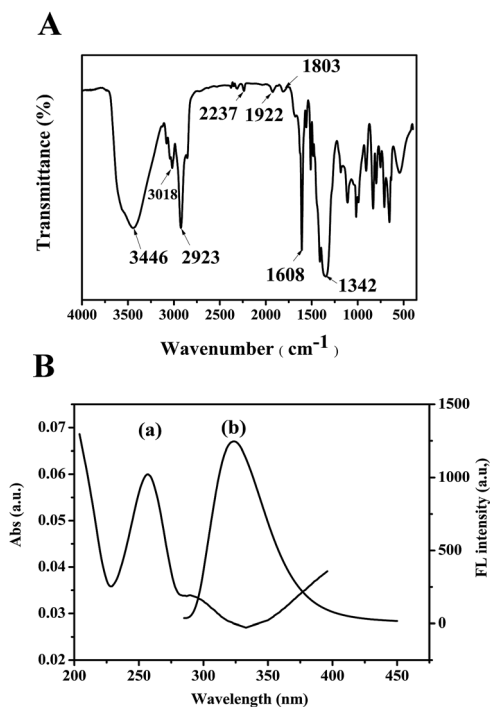 A
Transmittance (%)
1803
2237
1922
3018
3446
2923
1608
1342
4000 3500 3000 2500 2000 1500 1000 500
Wavenumber ( cm-1 )
B
(a)
(b)
0.07
0.06
0.05
0.04
0.03
0.02
Abs (a.u.)
1500
1000
500
0
FL intensity (a.u,)
200 250 300 350 400 450
Wavelength (nm)